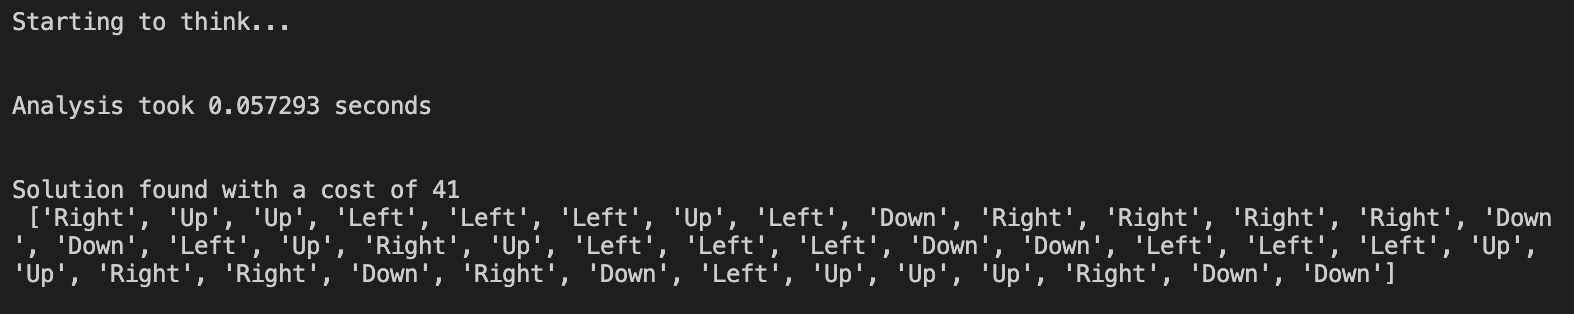 Starting to think...
Analysis took 0.057293 seconds
Solution found with a cost of 41
 ['Right', 'Up', 'Up', 'Left', 'Left', 'Left', 'Up', 'Left', 'Down', 'Right', 'Right', 'Right', 'Right', 'Down
', 'Down', 'Left', 'Up', 'Right', 'Up', 'Left', 'Left', 'Left', 'Down', 'Down', 'Left', 'Left', 'Left', 'Up',
'Up', 'Right', 'Right', 'Down', 'Right', 'Down', 'Left', 'Up', 'Up', 'Up', 'Right', 'Down', 'Down']